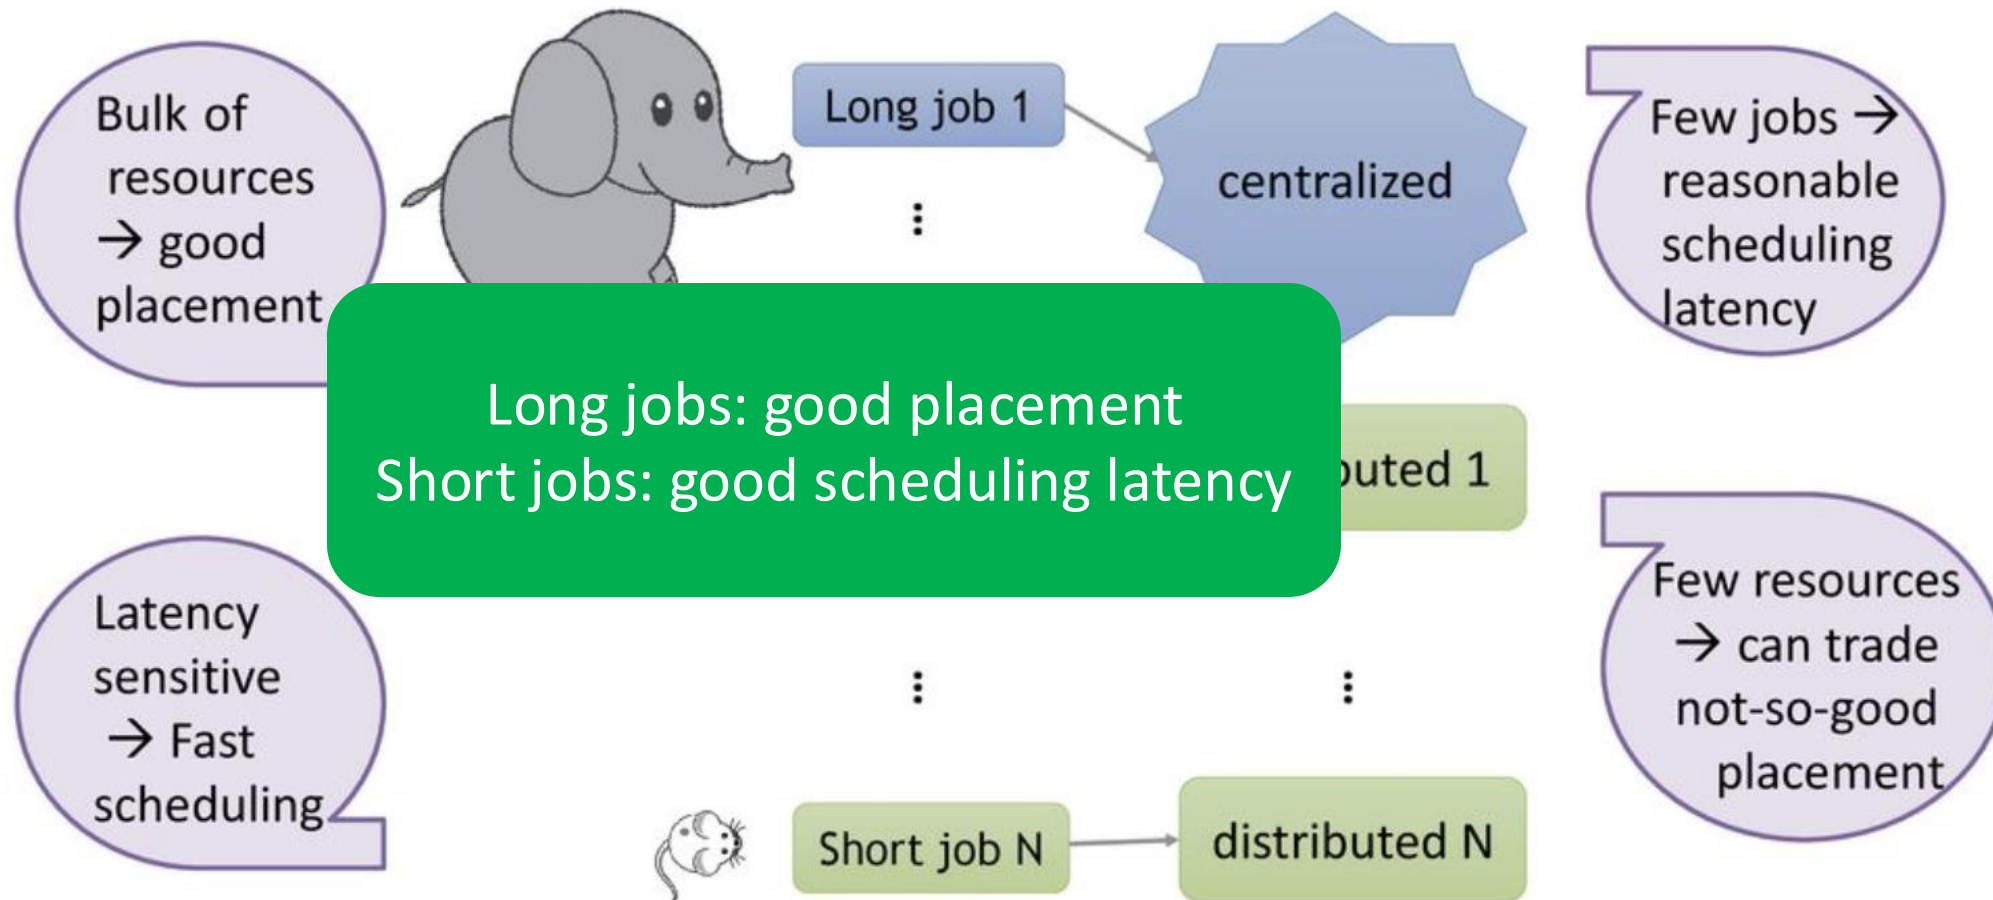 Bulk of
resources
→ good
placement
Long job 1
⋮
centralized
Few jobs →
reasonable
scheduling
latency
Long jobs: good placement
Short jobs: good scheduling latency
buted 1
Latency
sensitive
→ Fast
scheduling
⋮
⋮
Few resources
→ can trade
not-so-good
placement
Short job N
distributed N